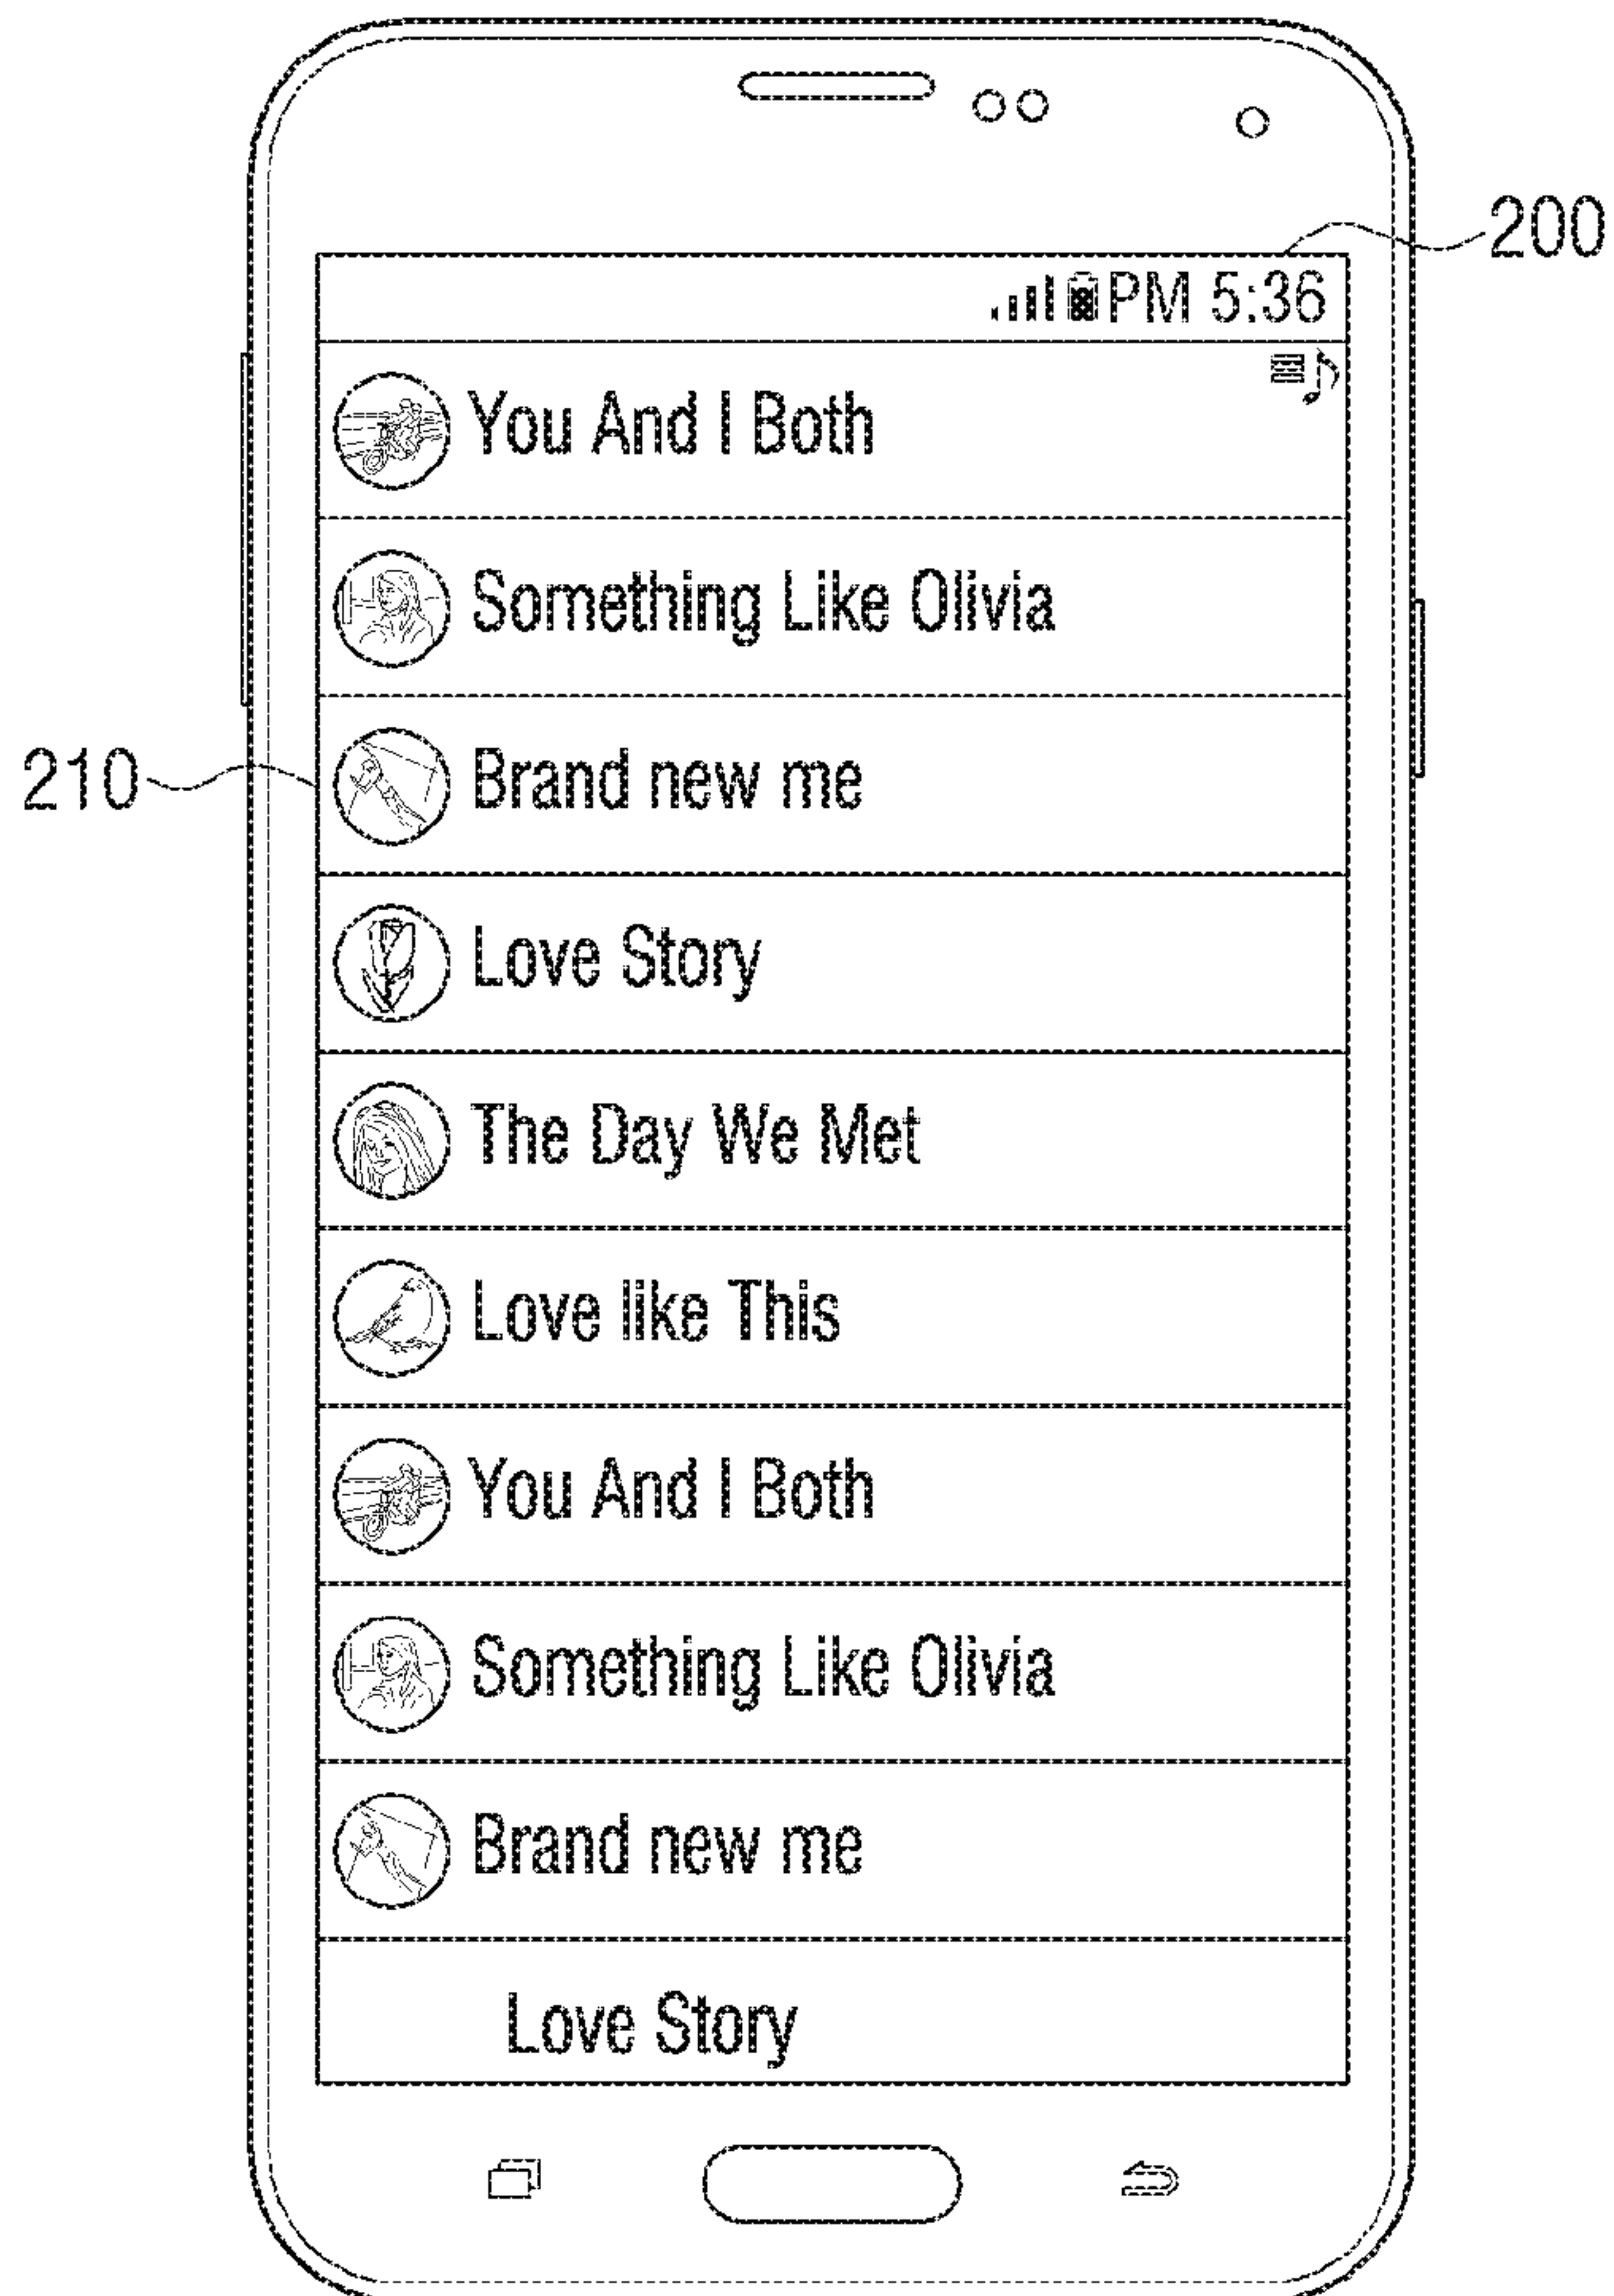 200
PM 5:36
You And I Both
Something Like Olivia
210
Brand new me
Love Story
The Day We Met
Love like This
You And I Both
Something Like Olivia
Brand new me
Love Story